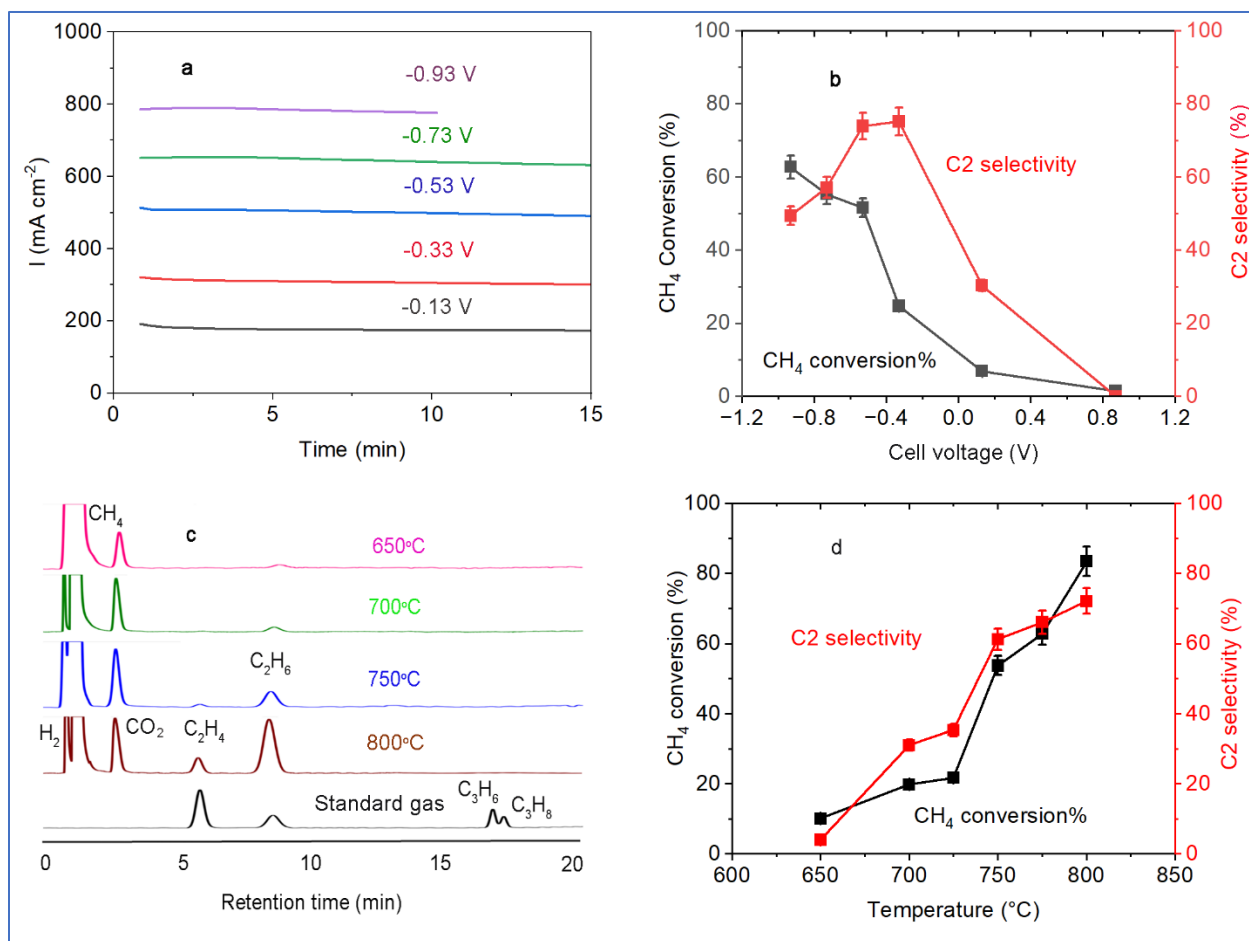 a
-0.93 V
-0.73 V
-0.53 V
-0.33 V
-0.13 V
1000
800
600
400
200
0
I (mA cm⁻²)
0 5 10 15
Time (min)
b
C2 selectivity
CH₄ conversion%
100
80
60
40
20
0
CH₄ Conversion (%)
100
80
60
40
20
0
C2 selectivity (%)
−1.2 −0.8 −0.4 0.0 0.4 0.8 1.2
Cell voltage (V)
CH₄
c
650°C
700°C
750°C
C₂H₆
800°C
H₂
CO₂
C₂H₄
Standard gas
C₃H₆
C₃H₈
0 5 10 15 20
Retention time (min)
d
C2 selectivity
CH₄ conversion%
100
80
60
40
20
0
CH₄ conversion (%)
100
80
60
40
20
0
C2 selectivity (%)
600 650 700 750 800 850
Temperature (°C)